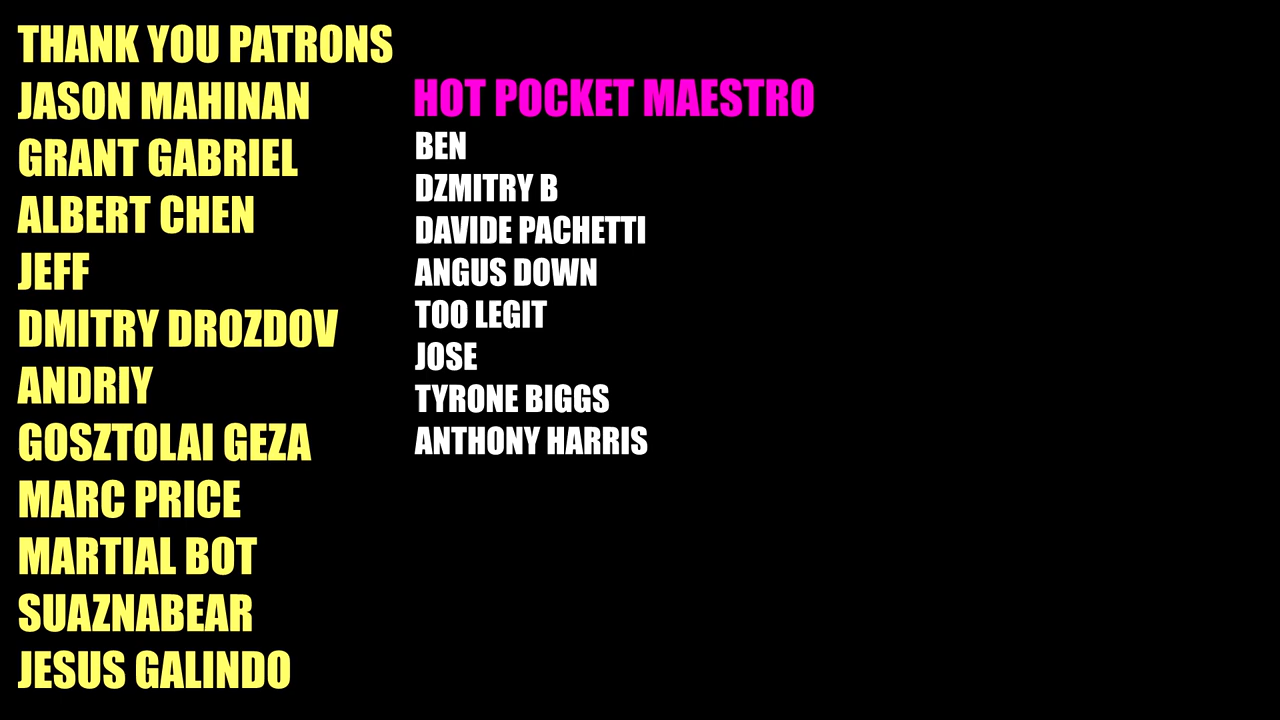 THANK YOU PATRONS
JASON MAHINAN
GRANT GABRIEL
ALBERT CHEN
JEFF
DMITRY DROZDOV
ANDRIY
GOSZTOLAI GEZA
MARC PRICE
MARTIAL BOT
SUAZNABEAR
JESUS GALINDO
HOT POCKET MAESTRO
BEN
DZMITRY B
DAVIDE PACHETTI
ANGUS DOWN
TOO LEGIT
JOSE
TYRONE BIGGS
ANTHONY HARRIS